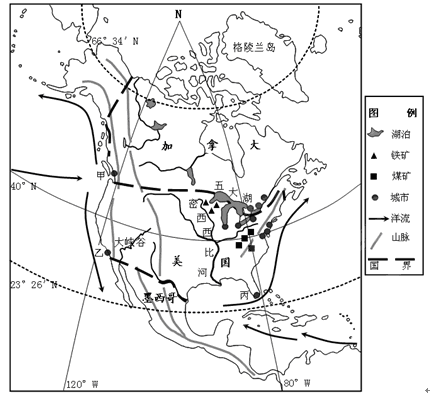 N
66°34′N
格陵兰岛
加拿大
甲
40°N
五大湖
密西西比河
大峡谷
乙
美国
23°26′N
墨西哥
丙
120°W
80°W
图例
湖泊
铁矿
煤矿
城市
洋流
山脉
国界